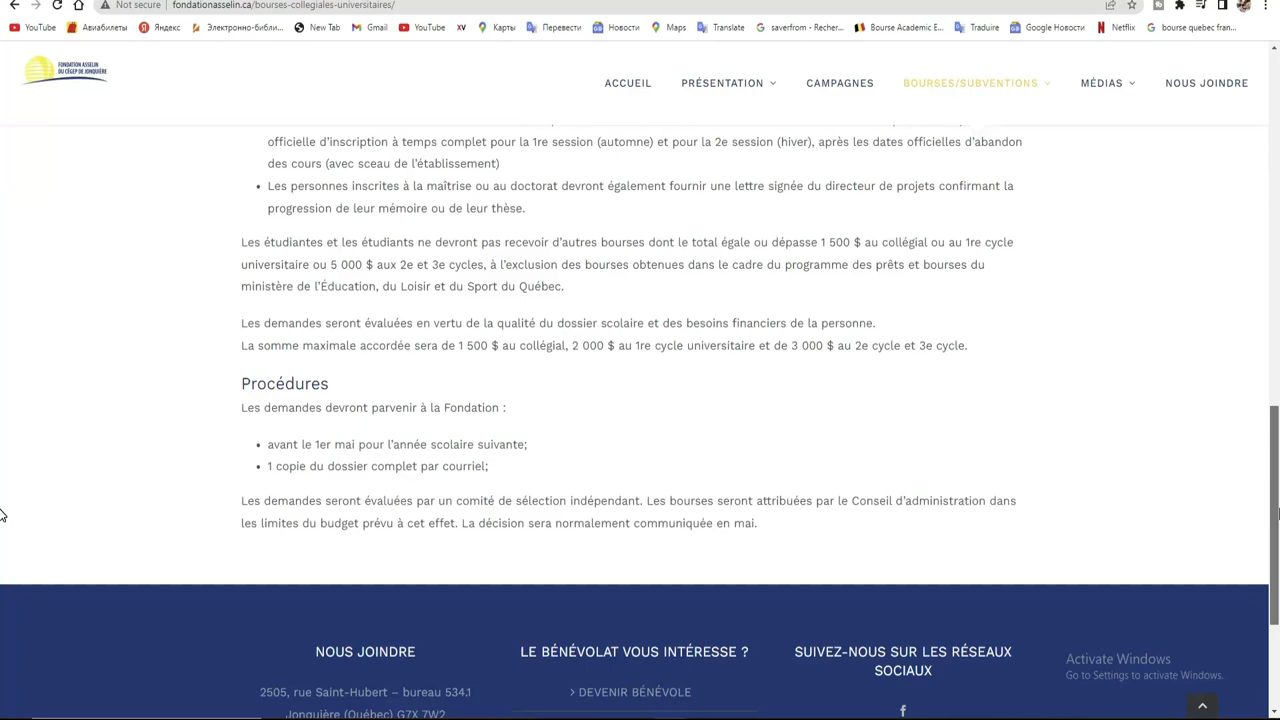 Not secure | fondationasselin.ca/bourses-collegiales-universitaires/
YouTube Авиабилеты Яндекс Электронно-библи... New Tab Gmail YouTube XV Карты Перевести Новости Maps Translate saverfrom - Recher... Bourse Academic E... Traduire Google Новости Netflix bourse quebec fran...
FONDATION ASSELIN
DU CÉGEP DE JONQUIÈRE
ACCUEIL PRÉSENTATION CAMPAGNES BOURSES/SUBVENTIONS MÉDIAS NOUS JOINDRE
officielle d’inscription à temps complet pour la 1re session (automne) et pour la 2e session (hiver), après les dates officielles d’abandon
des cours (avec sceau de l’établissement)
• Les personnes inscrites à la maîtrise ou au doctorat devront également fournir une lettre signée du directeur de projets confirmant la
progression de leur mémoire ou de leur thèse.
Les étudiantes et les étudiants ne devront pas recevoir d’autres bourses dont le total égale ou dépasse 1 500 $ au collégial ou au 1re cycle
universitaire ou 5 000 $ aux 2e et 3e cycles, à l’exclusion des bourses obtenues dans le cadre du programme des prêts et bourses du
ministère de l’Éducation, du Loisir et du Sport du Québec.
Les demandes seront évaluées en vertu de la qualité du dossier scolaire et des besoins financiers de la personne.
La somme maximale accordée sera de 1 500 $ au collégial, 2 000 $ au 1re cycle universitaire et de 3 000 $ au 2e cycle et 3e cycle.
Procédures
Les demandes devront parvenir à la Fondation :
• avant le 1er mai pour l’année scolaire suivante;
• 1 copie du dossier complet par courriel;
Les demandes seront évaluées par un comité de sélection indépendant. Les bourses seront attribuées par le Conseil d’administration dans
les limites du budget prévu à cet effet. La décision sera normalement communiquée en mai.
NOUS JOINDRE
2505, rue Saint-Hubert – bureau 534.1
Jonquière (Québec) G7X 7W2
LE BÉNÉVOLAT VOUS INTÉRESSE ?
> DEVENIR BÉNÉVOLE
SUIVEZ-NOUS SUR LES RÉSEAUX
SOCIAUX
Activate Windows
Go to Settings to activate Windows.